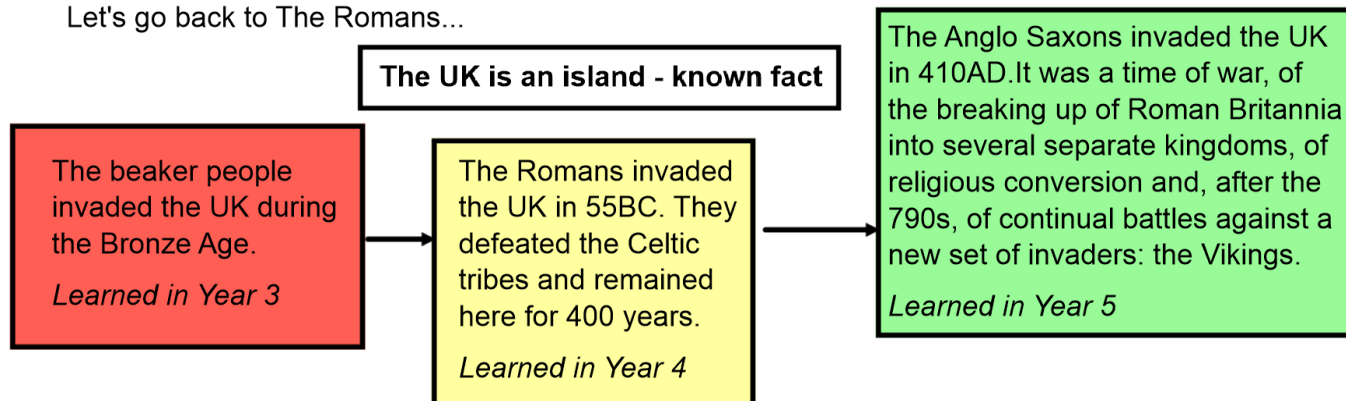 Let's go back to The Romans...
The UK is an island - known fact
The beaker people
invaded the UK during
the Bronze Age.
Learned in Year 3
The Romans invaded
the UK in 55BC. They
defeated the Celtic
tribes and remained
here for 400 years.
Learned in Year 4
The Anglo Saxons invaded the UK
in 410AD.It was a time of war, of
the breaking up of Roman Britannia
into several separate kingdoms, of
religious conversion and, after the
790s, of continual battles against a
new set of invaders: the Vikings.
Learned in Year 5